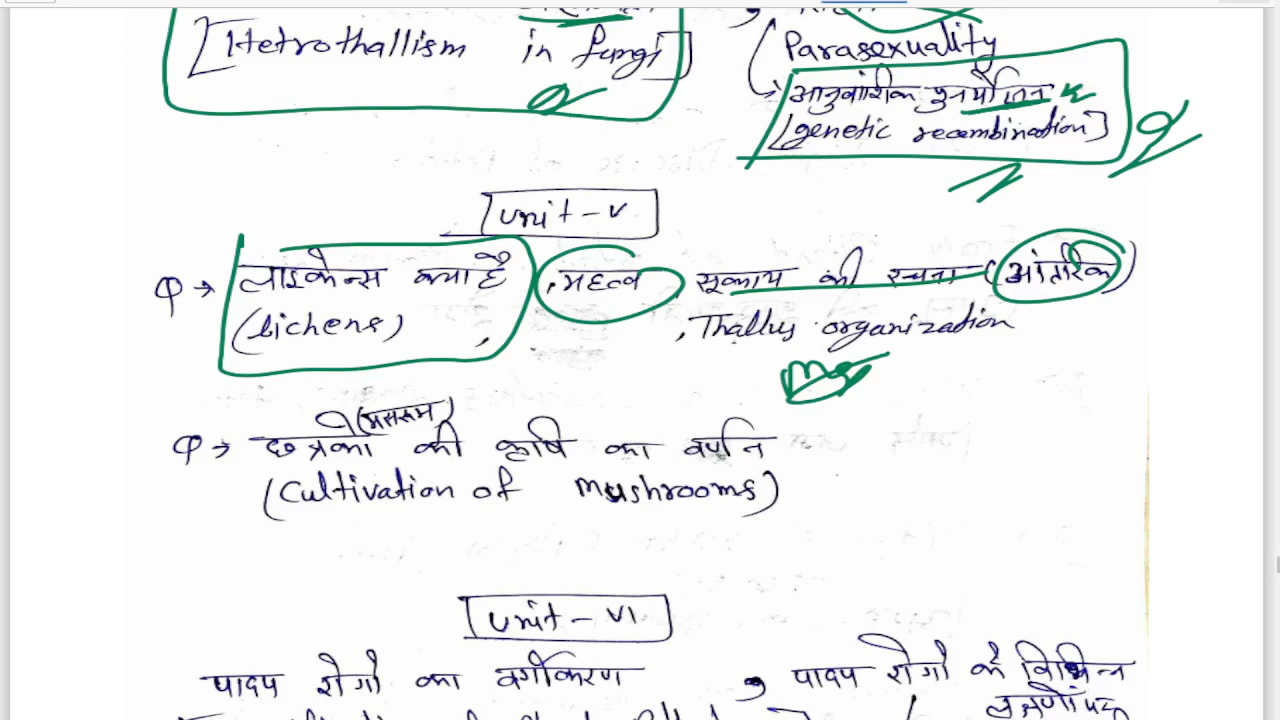 [Hetrothallism in fungi]
Parasexuality
आनुवांशिक पुनर्योजन
[genetic recombination]
Unit - V
Q → लाइकेन्स क्या है, महत्व, सूकाय की रचना (आंतरिक)
(lichens), , Thallus organization
(मशरूम)
Q → छत्रको की कृषि का वर्णन
(Cultivation of mushrooms)
Unit - VI
पादप रोगों का वर्गीकरण , पादप रोगों के विभिन्न